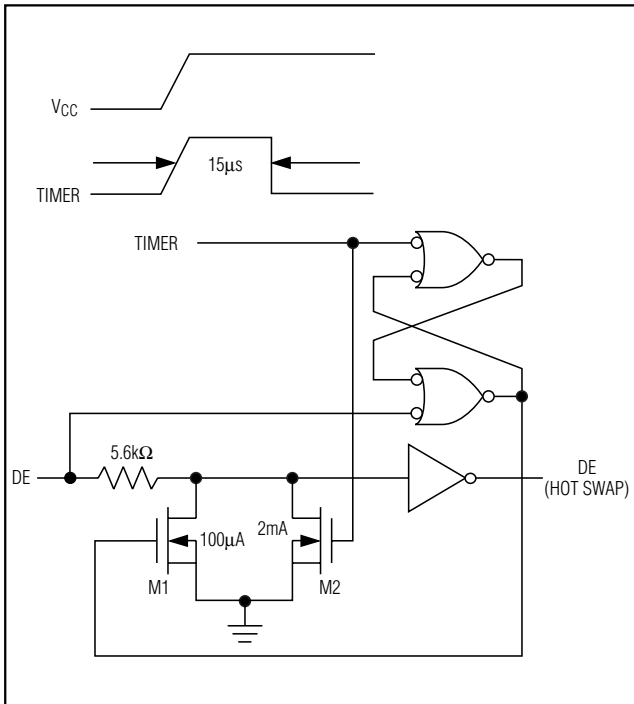 VCC
15μs
TIMER
TIMER
5.6kΩ
DE
DE
(HOT SWAP)
100μA
2mA
M1
M2